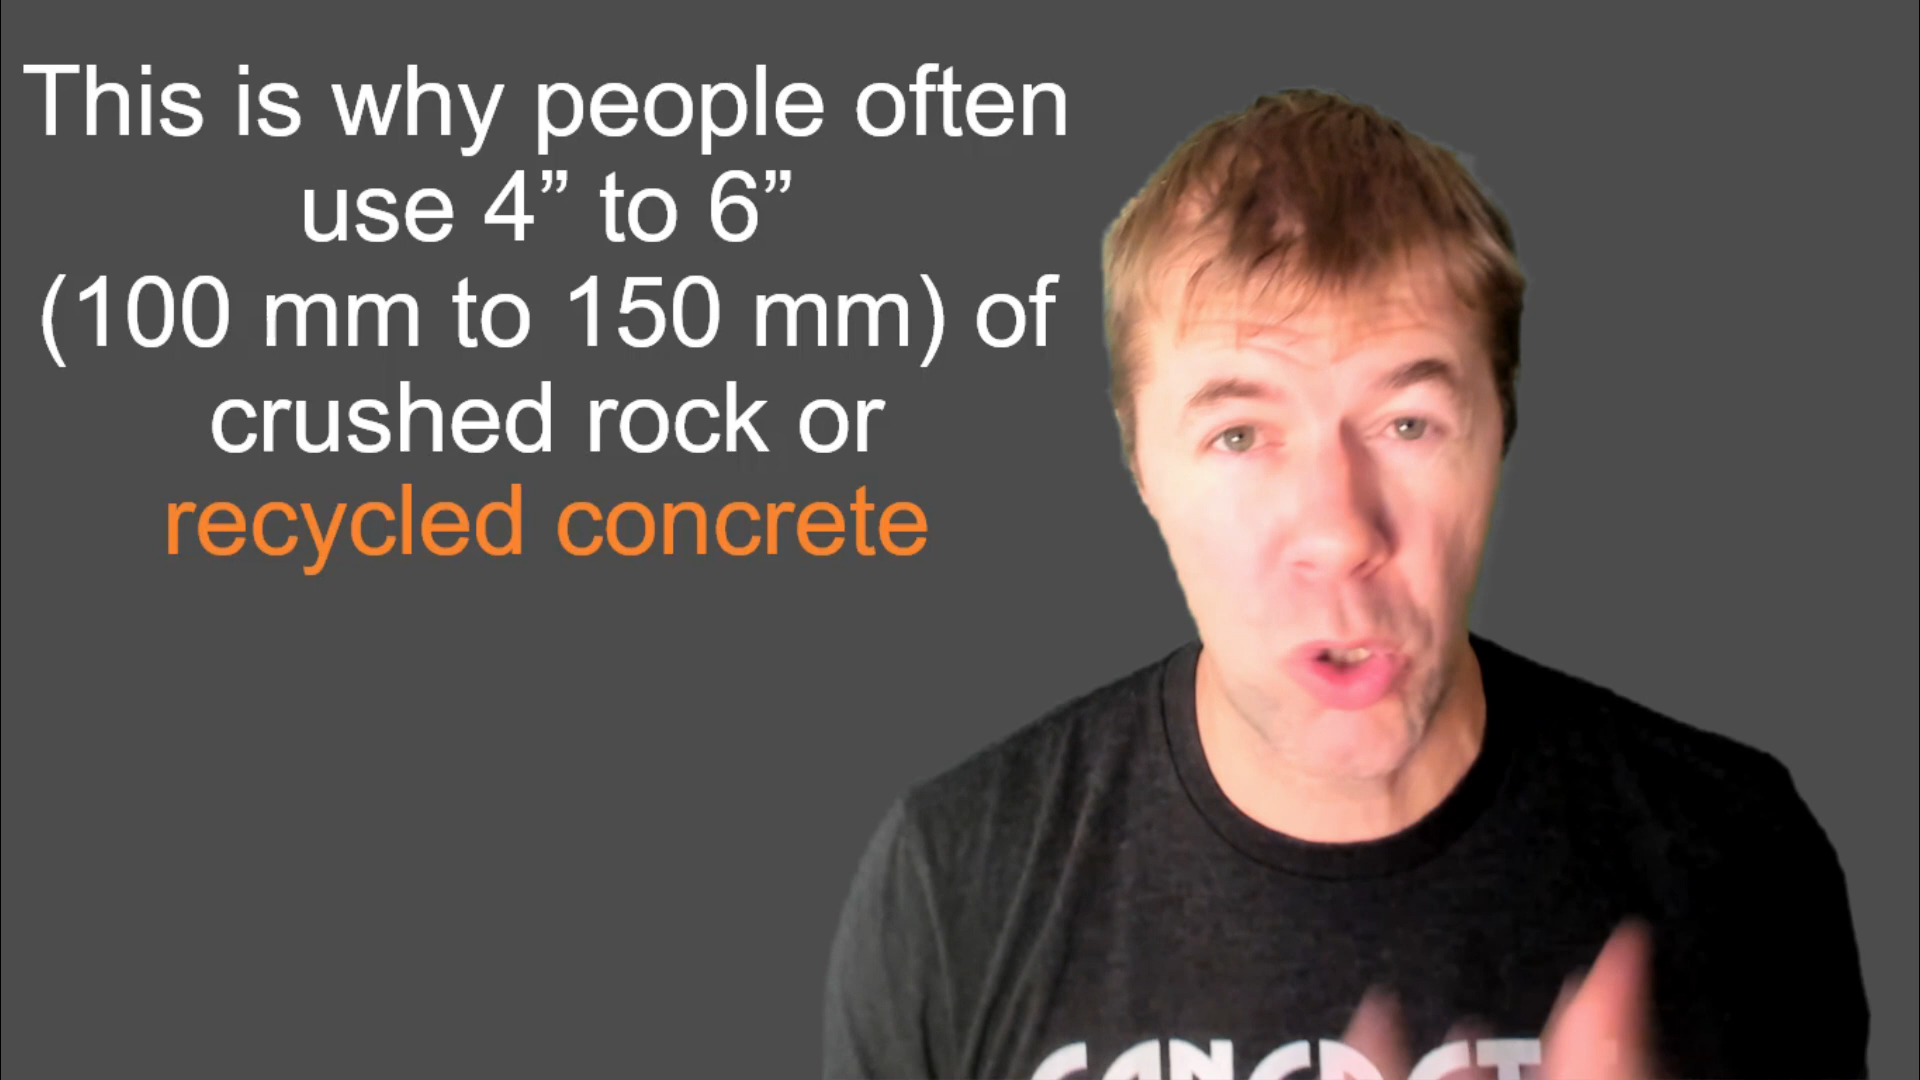 This is why people often
use 4” to 6”
(100 mm to 150 mm) of
crushed rock or
recycled concrete